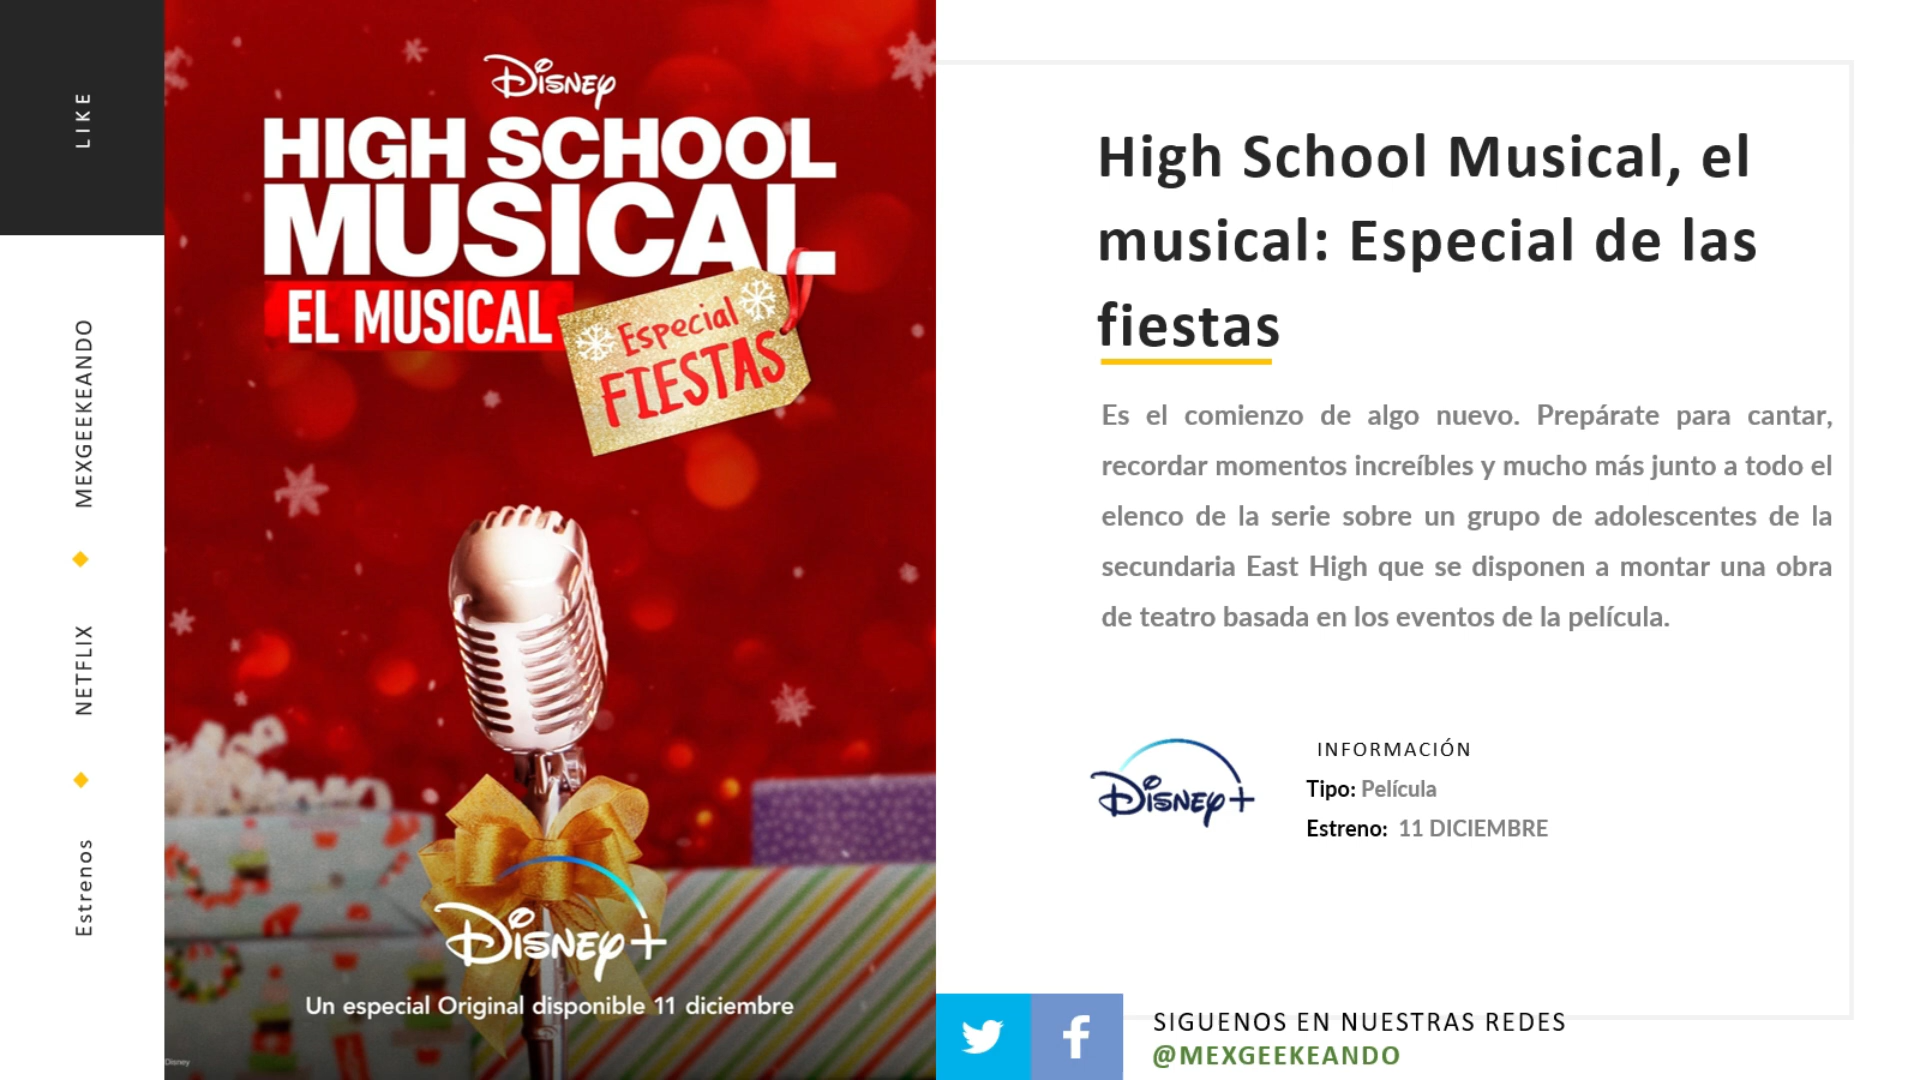 LIKE
MEXGEEKEANDO
NETFLIX
Estrenos
Disney
HIGH SCHOOL
MUSICAL
EL MUSICAL
Especial
FIESTAS
Disney+
Un especial Original disponible 11 diciembre
Disney
High School Musical, el
musical: Especial de las
fiestas
Es el comienzo de algo nuevo. Prepárate para cantar,
recordar momentos increíbles y mucho más junto a todo el
elenco de la serie sobre un grupo de adolescentes de la
secundaria East High que se disponen a montar una obra
de teatro basada en los eventos de la película.
Disney+
INFORMACIÓN
Tipo: Película
Estreno: 11 DICIEMBRE
SIGUENOS EN NUESTRAS REDES
@MEXGEEKEANDO